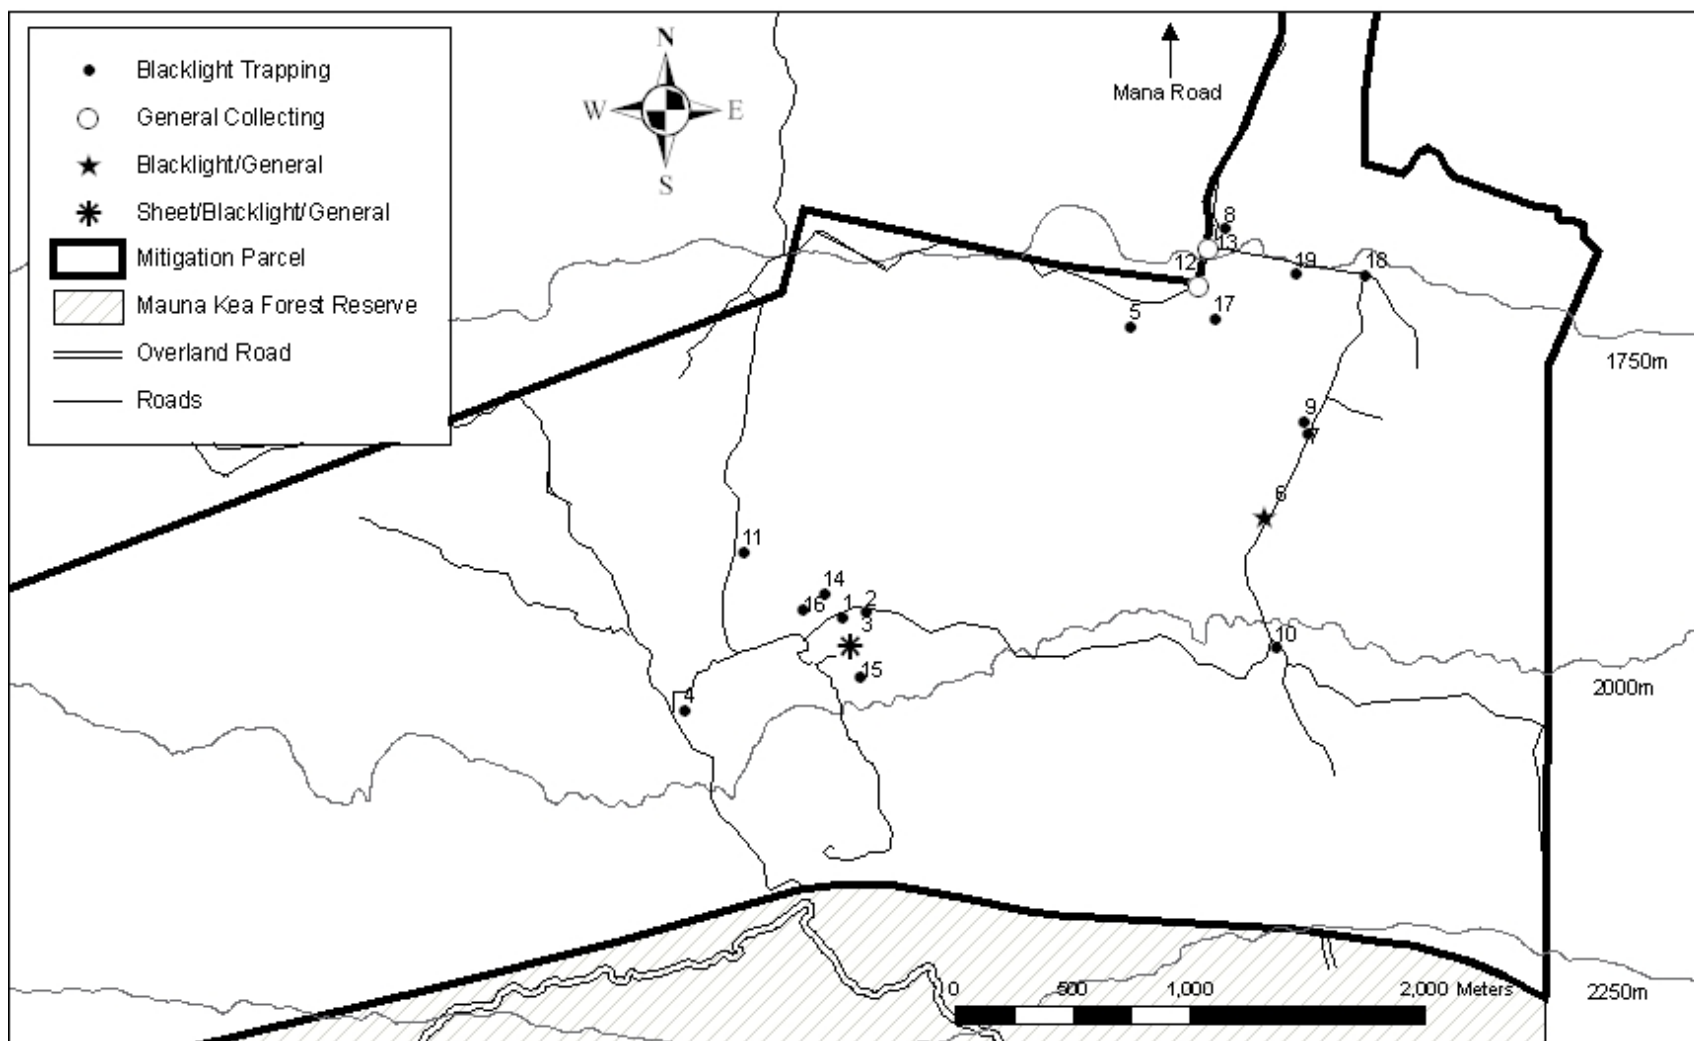 N
W E
S
Mana Road
Blacklight Trapping
General Collecting
Blacklight/General
Sheet/Blacklight/General
Mitigation Parcel
Mauna Kea Forest Reserve
Overland Road
Roads
8
13
12
19
18
17
5
1750m
9
7
6
11
14
16
1
2
3
10
15
4
2000m
0 500 1,000 2,000 Meters
2250m